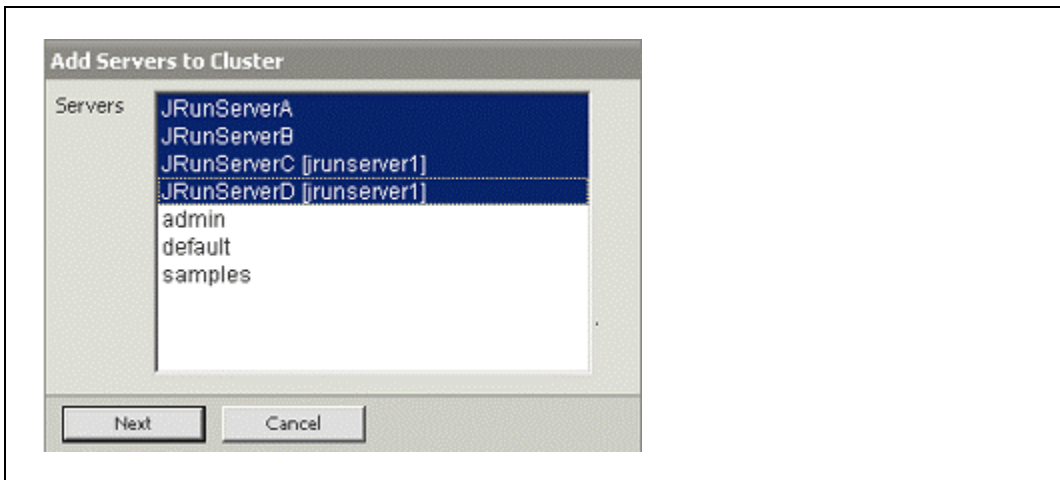 Add Servers to Cluster
Servers
JRunServerA
JRunServerB
JRunServerC [jrunserver1]
JRunServerD [jrunserver1]
admin
default
samples
Next
Cancel